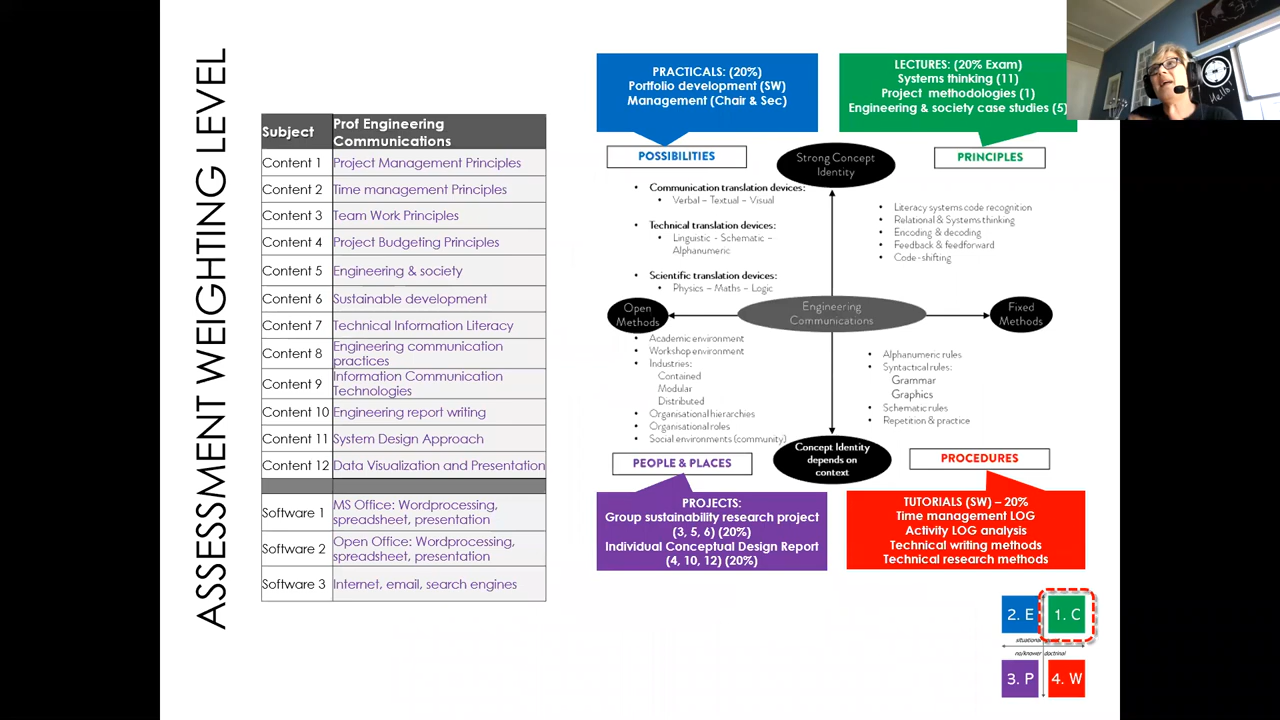 ASSESSMENT WEIGHTING LEVEL
Subject
Prof Engineering
Communications
Content 1
Project Management Principles
Content 2
Time management Principles
Content 3
Team Work Principles
Content 4
Project Budgeting Principles
Content 5
Engineering & society
Content 6
Sustainable development
Content 7
Technical Information Literacy
Content 8
Engineering communication
practices
Content 9
Information Communication
Technologies
Content 10
Engineering report writing
Content 11
System Design Approach
Content 12
Data Visualization and Presentation
Software 1
MS Office: Wordprocessing,
spreadsheet, presentation
Software 2
Open Office: Wordprocessing,
spreadsheet, presentation
Software 3
Internet, email, search engines
PRACTICALS: (20%)
Portfolio development (SW)
Management (Chair & Sec)
LECTURES: (20% Exam)
Systems thinking (11)
Project methodologies (1)
Engineering & society case studies (5)
Hello!
POSSIBILITIES
Strong Concept
Identity
PRINCIPLES
• Communication translation devices:
• Verbal – Textual – Visual
• Technical translation devices:
• Linguistic - Schematic –
Alphanumeric
• Scientific translation devices:
• Physics – Maths – Logic
• Literacy systems code recognition
• Relational & Systems thinking
• Encoding & decoding
• Feedback & feedforward
• Code-shifting
Open
Methods
Engineering
Communications
Fixed
Methods
• Academic environment
• Workshop environment
• Industries:
Contained
Modular
Distributed
• Organisational hierarchies
• Organisational roles
• Social environments (community)
• Alphanumeric rules
• Syntactical rules:
Grammar
Graphics
• Schematic rules
• Repetition & practice
PEOPLE & PLACES
Concept Identity
depends on
context
PROCEDURES
PROJECTS:
Group sustainability research project
(3, 5, 6) (20%)
Individual Conceptual Design Report
(4, 10, 12) (20%)
TUTORIALS (SW) – 20%
Time management LOG
Activity LOG analysis
Technical writing methods
Technical research methods
2. E
1. C
situational
no/knower
doctrinal
3. P
4. W